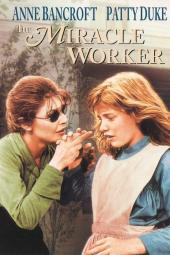 ANNE BANCROFT PATTY DUKE
THE
MIRACLE
WORKER